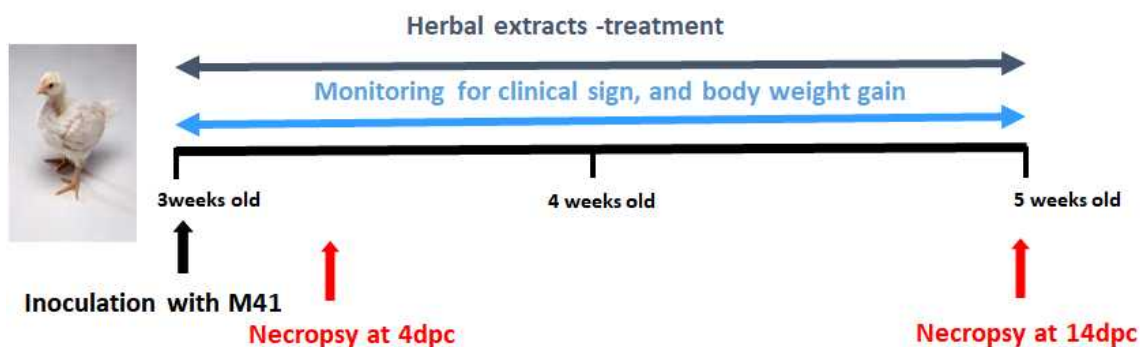 Herbal extracts -treatment
Monitoring for clinical sign, and body weight gain
3weeks old
4 weeks old
5 weeks old
Inoculation with M41
Necropsy at 4dpc
Necropsy at 14dpc